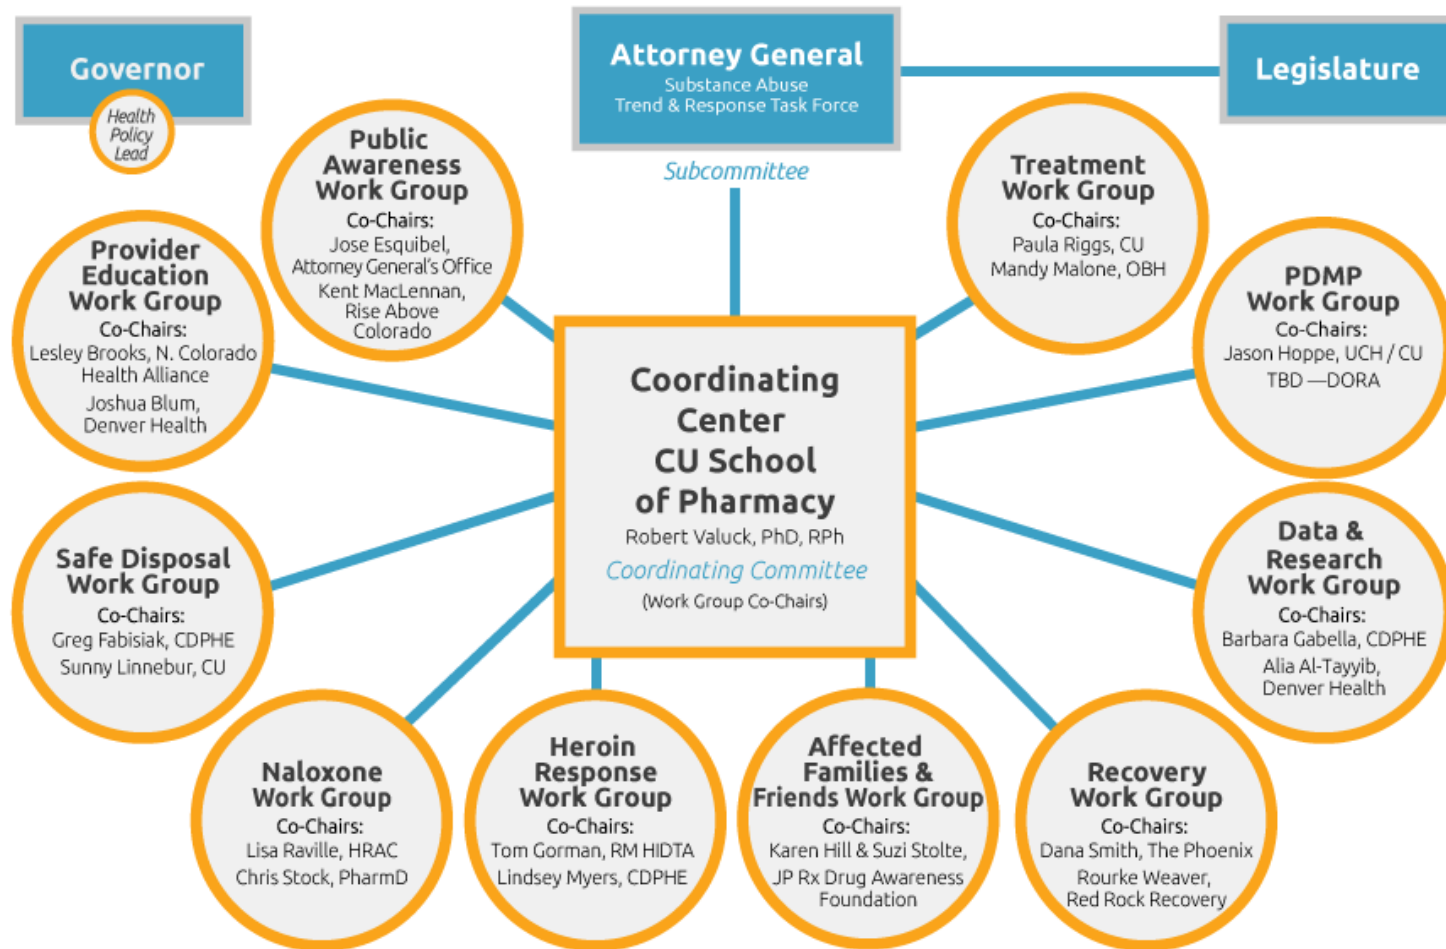 Governor
Health
Policy
Lead
Attorney General
Substance Abuse
Trend & Response Task Force
Legislature
Subcommittee
Public
Awareness
Work Group
Co-Chairs:
Jose Esquibel,
Attorney General's Office
Kent MacLennan,
Rise Above
Colorado
Treatment
Work Group
Co-Chairs:
Paula Riggs, CU
Mandy Malone, OBH
Provider
Education
Work Group
Co-Chairs:
Lesley Brooks, N. Colorado
Health Alliance
Joshua Blum,
Denver Health
PDMP
Work Group
Co-Chairs:
Jason Hoppe, UCH / CU
TBD —DORA
Coordinating
Center
CU School
of Pharmacy
Robert Valuck, PhD, RPh
Coordinating Committee
(Work Group Co-Chairs)
Safe Disposal
Work Group
Co-Chairs:
Greg Fabisiak, CDPHE
Sunny Linnebur, CU
Data &
Research
Work Group
Co-Chairs:
Barbara Gabella, CDPHE
Alia Al-Tayyib,
Denver Health
Naloxone
Work Group
Co-Chairs:
Lisa Raville, HRAC
Chris Stock, PharmD
Heroin
Response
Work Group
Co-Chairs:
Tom Gorman, RM HIDTA
Lindsey Myers, CDPHE
Affected
Families &
Friends Work Group
Co-Chairs:
Karen Hill & Suzi Stolte,
JP Rx Drug Awareness
Foundation
Recovery
Work Group
Co-Chairs:
Dana Smith, The Phoenix
Rourke Weaver,
Red Rock Recovery